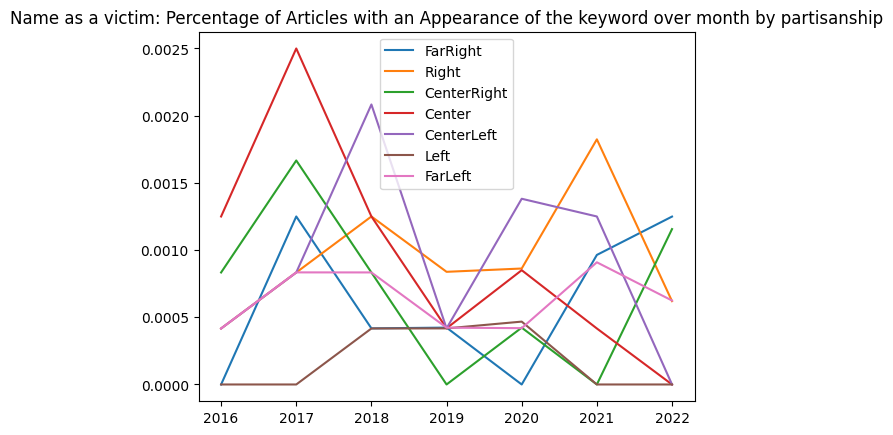 Name as a victim: Percentage of Articles with an Appearance of the keyword over month by partisanship
0.0025
0.0020
0.0015
0.0010
0.0005
0.0000
FarRight
Right
CenterRight
Center
CenterLeft
Left
FarLeft
2016 2017 2018 2019 2020 2021 2022